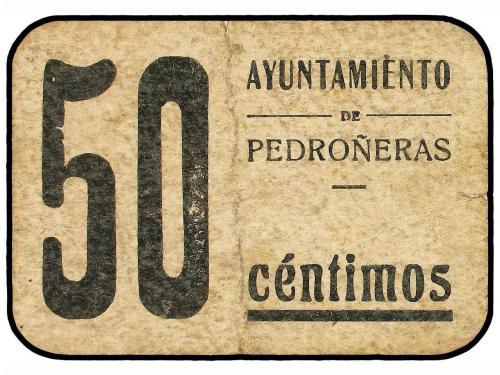 50
AYUNTAMIENTO
DE
PEDROÑERAS
céntimos